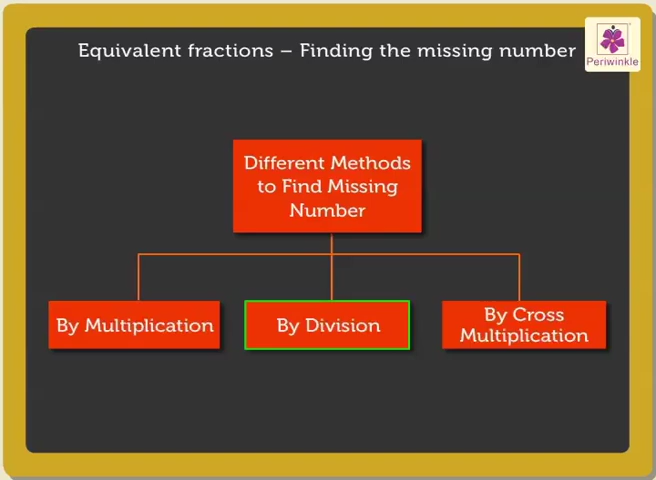 Equivalent fractions – Finding the missing number
Periwinkle
Different Methods
to Find Missing
Number
By Multiplication
By Division
By Cross
Multiplication